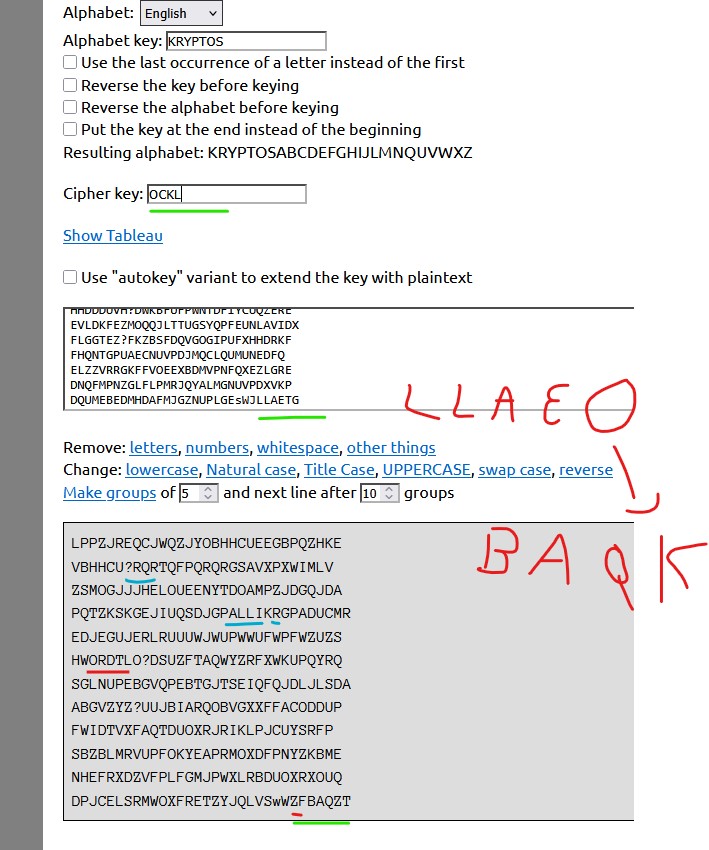 Alphabet: English
Alphabet key: KRYPTOS
Use the last occurrence of a letter instead of the first
Reverse the key before keying
Reverse the alphabet before keying
Put the key at the end instead of the beginning
Resulting alphabet: KRYPTOSABCDEFGHIJLMNQUVWXZ
Cipher key: OCKL
Show Tableau
Use "autokey" variant to extend the key with plaintext
HHDDDUVH?DWKBFUFPWNTDFIYCUQZERE
EVLDKFEZMOQQJLTTUGSYQPFEUNLAVIDX
FLGGTEZ?FKZBSFDQVGOGIPUFXHHDRKF
FHQNTGPUAECNUVPDJMQCLQUMUNEDFQ
ELZZVRRGKFFVOEEXBDMVPNFQXEZLGRE
DNQFMPNZGLFLPMRJQYALMGNUVPDXVKP
DQUMEBEDMHDAFMJGZNUPLGEsWJLLAETG
LLAEO
Remove: letters, numbers, whitespace, other things
Change: lowercase, Natural case, Title Case, UPPERCASE, swap case, reverse
Make groups of 5 and next line after 10 groups
BAQK
LPPZJREQCJWQZJYOBHHCUEEGBPQZHKE
VBHHCU?RQRTQFPQRQRGSAVXPXWIMLV
ZSMOGJJJHELOUEENYTDOAMPZJDGQJDA
PQTZKSKGEJIUQSDJGPALLIKRGPADUCMR
EDJEGUJERLRUUUWJWUPWWUFWPFWZUZS
HWORDTLO?DSUZFTAQWYZRFXWKUPQYRQ
SGLNUPEBGVQPEBTGJTSEIQFQJDLJLSDA
ABGVZYZ?UUJBIARQOBVGXXFFACODDUP
FWIDTVXFAQTDUOXRJRIKLPJCUYSRFP
SBZBLMRVUPFOKYEAPRMOXDFPNYZKBME
NHEFRXDZVFPLFGMJPWXLRBDUOXRXOUQ
DPJCELSRMWOXFRETZYJQLVSwWZFBAQZT